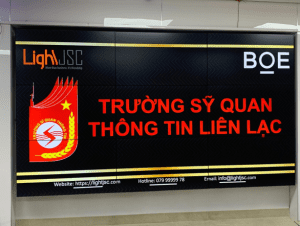 LightJSC
BOE
TRƯỜNG SỸ QUAN
THÔNG TIN LIÊN LẠC
Website: https://lightjsc.com
Hotline: 079 99999 78
Email: info@lightjsc.com